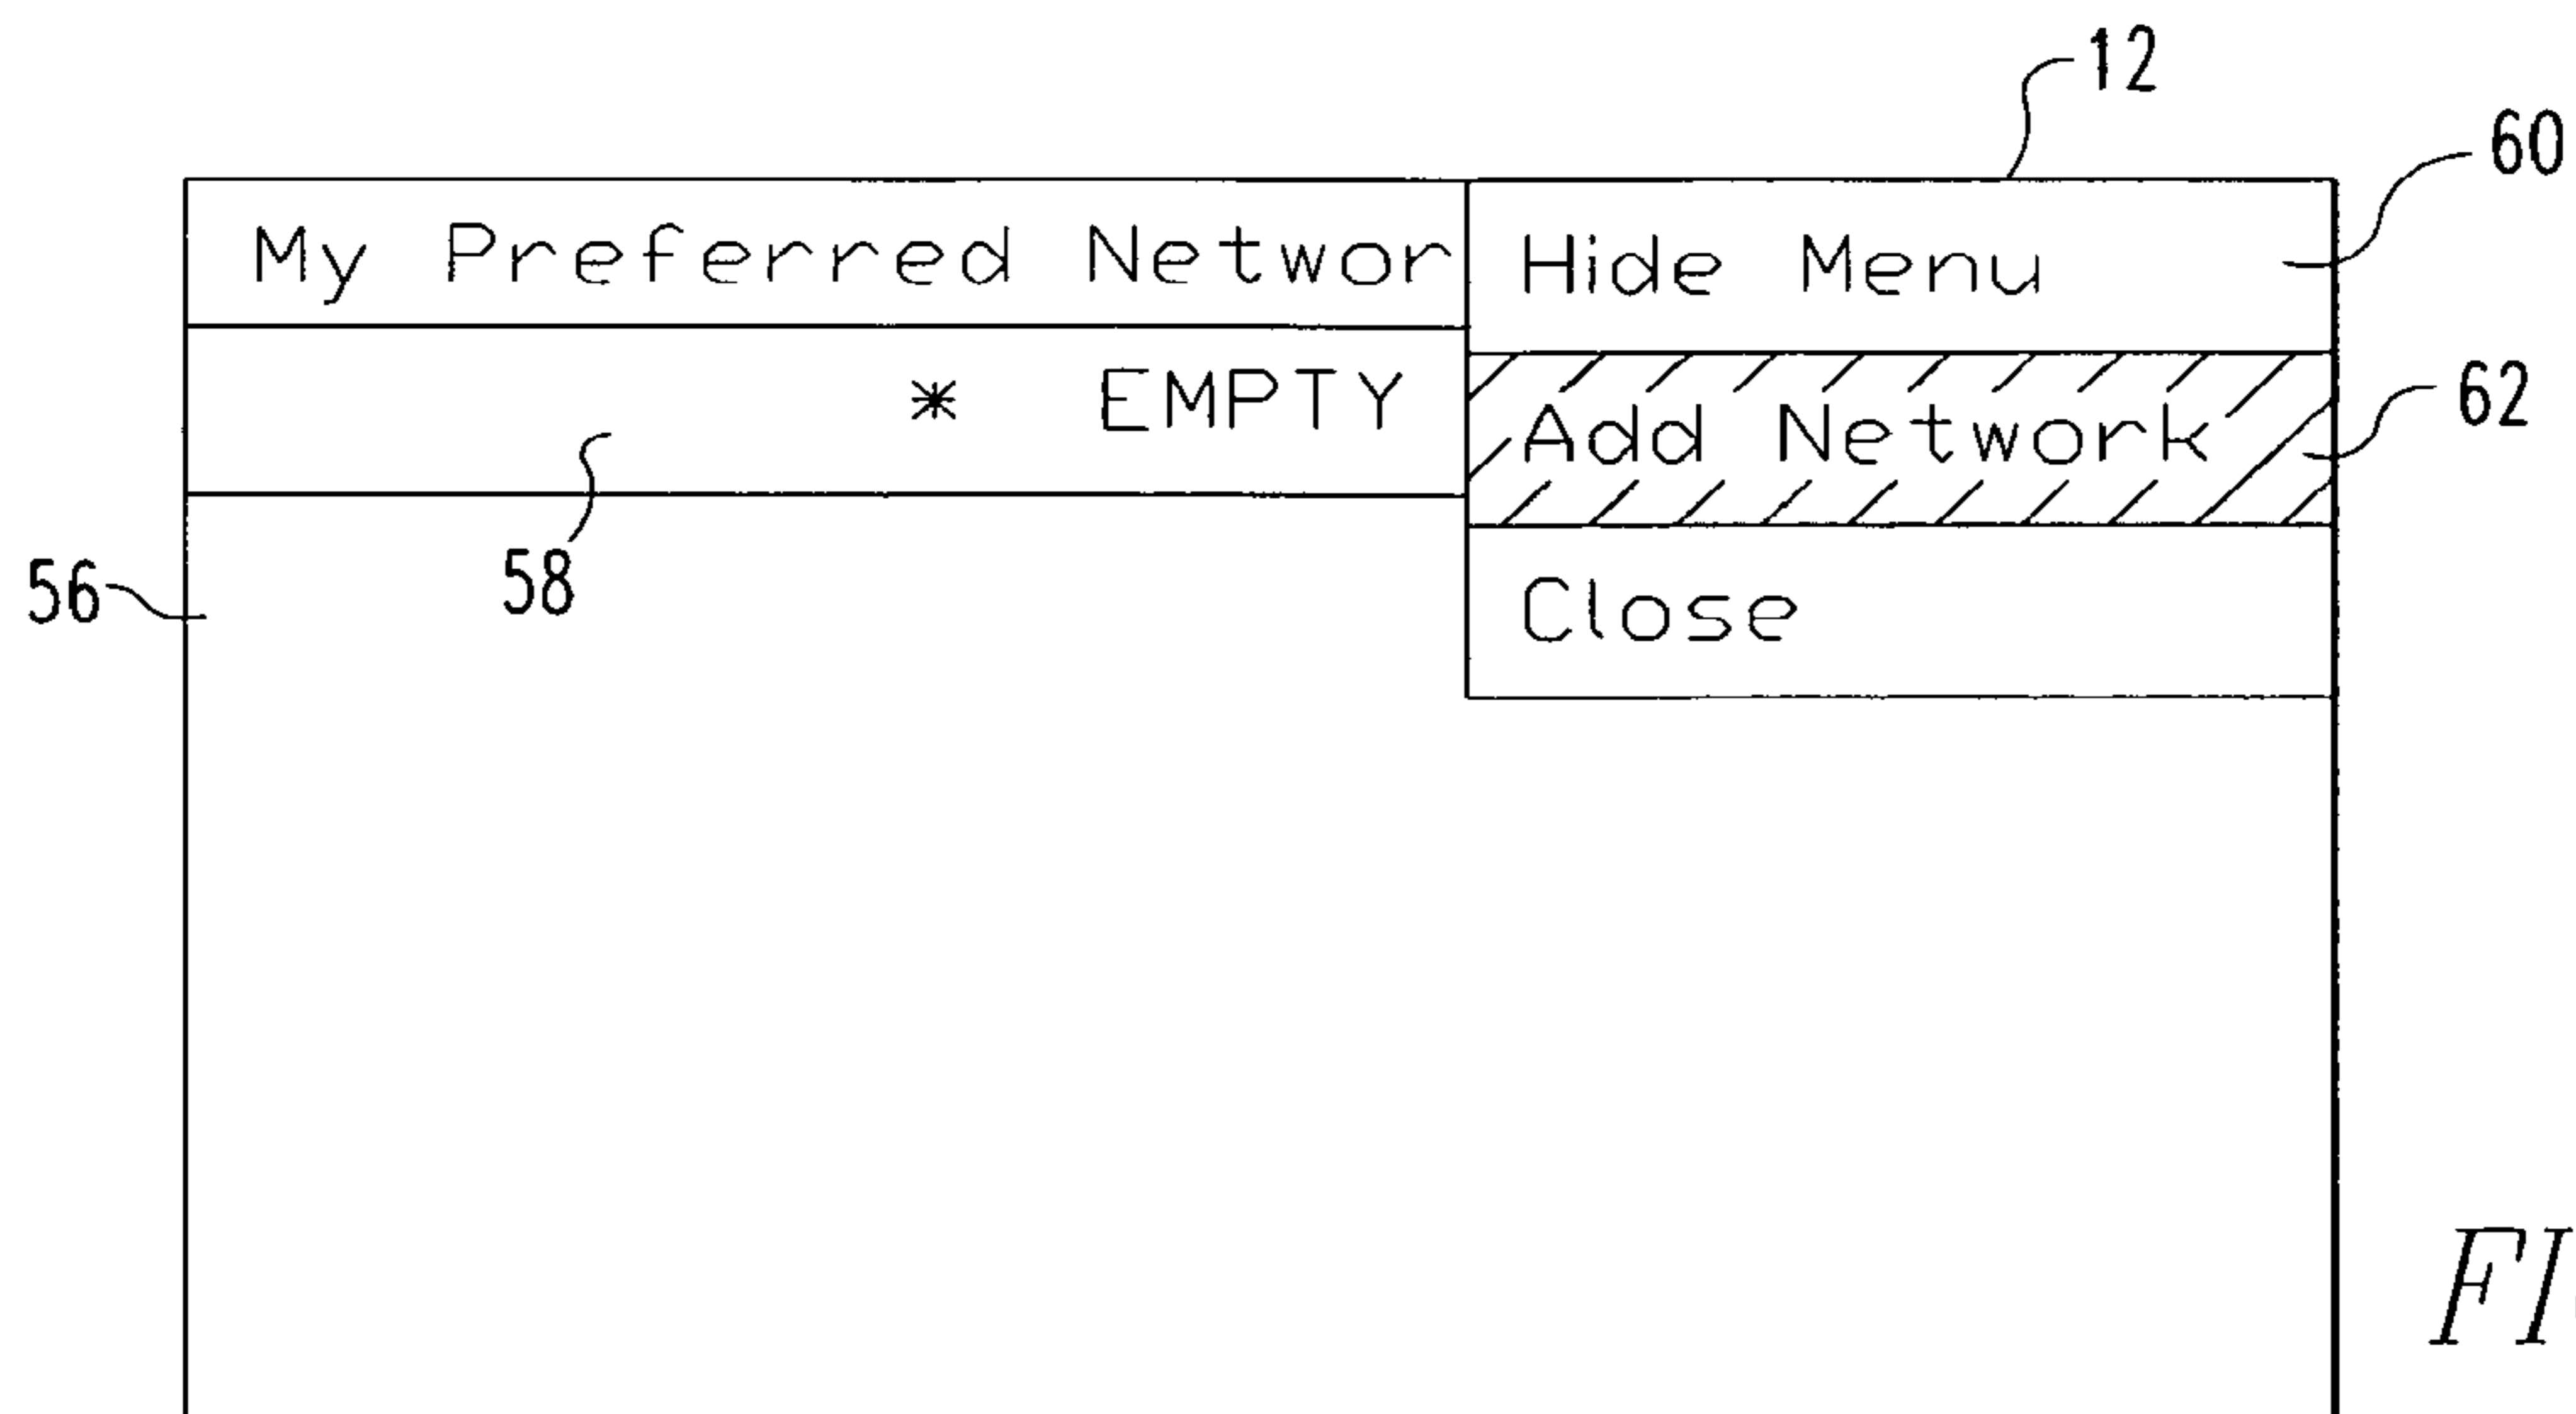 12
60
My Preferred Networ
Hide Menu
* EMPTY
Add Network
62
58
56
Close